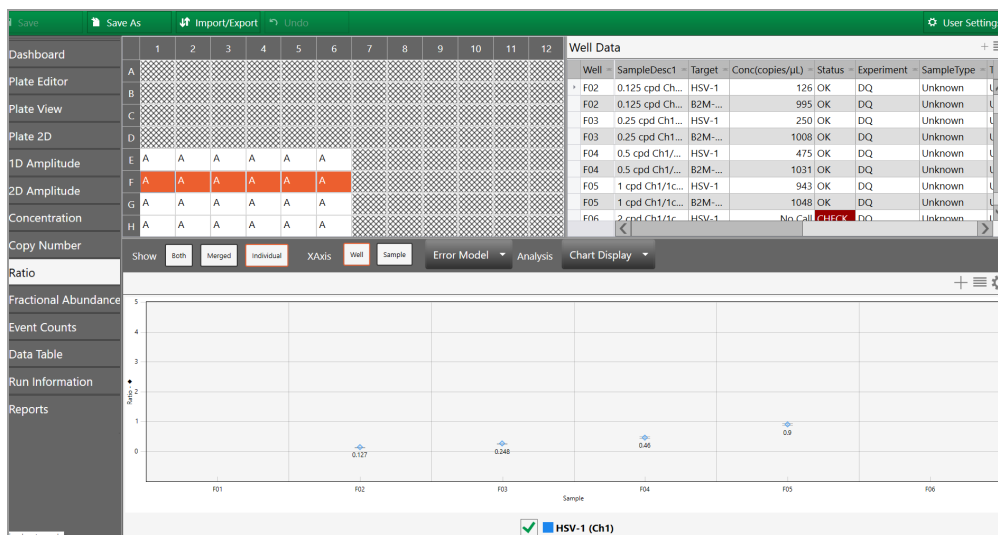 Save Save As Import/Export Undo User Settings
Dashboard
Plate Editor
Plate View
Plate 2D
1D Amplitude
2D Amplitude
Concentration
Copy Number
Ratio
Fractional Abundance
Event Counts
Data Table
Run Information
Reports
1 2 3 4 5 6 7 8 9 10 11 12
A
B
C
D
E A A A A A A
F A A A A A A
G A A A A A A
H A A A A A A
Well Data
Well SampleDesc1 Target Conc(copies/µL) Status Experiment SampleType T
F02 0.125 cpd Ch... HSV-1 126 OK DQ Unknown
F02 0.125 cpd Ch... B2M-... 995 OK DQ Unknown
F03 0.25 cpd Ch1... HSV-1 250 OK DQ Unknown
F03 0.25 cpd Ch1... B2M-... 1008 OK DQ Unknown
F04 0.5 cpd Ch1/... HSV-1 475 OK DQ Unknown
F04 0.5 cpd Ch1/... B2M-... 1031 OK DQ Unknown
F05 1 cpd Ch1/1c... HSV-1 943 OK DQ Unknown
F05 1 cpd Ch1/1c... B2M-... 1048 OK DQ Unknown
F06 2 cpd Ch1/1c... HSV-1 No Call CHECK DQ Unknown
Show Both Merged Individual XAxis Well Sample Error Model Analysis Chart Display
5
4
3
2
1
0
Ratio -
0.127
0.248
0.46
0.9
F01 F02 F03 F04 F05 F06
Sample
HSV-1 (Ch1)